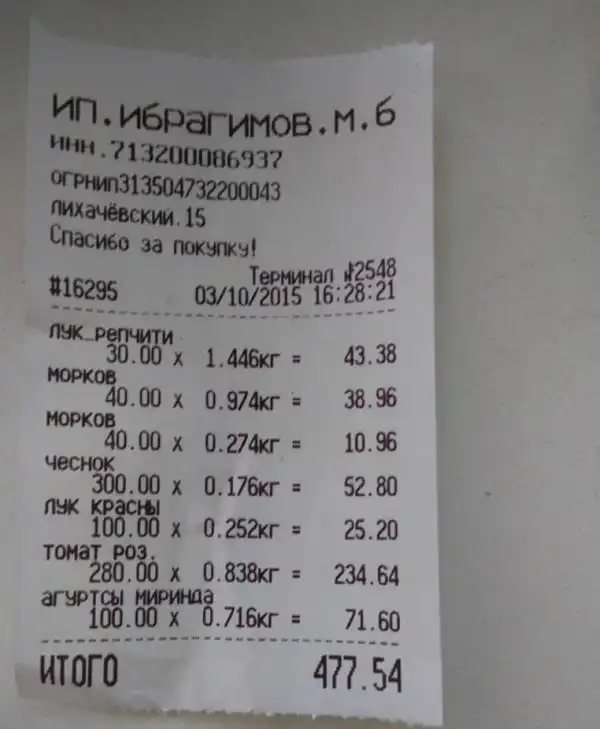 ИП.ИБРАГИМОВ.М.Б
ИНН.713200086937
ОГРНИП313504732200043
ЛИХАЧЁВСКИЙ.15
Спасибо за покупку!
Терминал №2548
#16295 03/10/2015 16:28:21
ЛУК_РЕПЧИТИ
30.00 x 1.446кг = 43.38
МОРКОВ
40.00 x 0.974кг = 38.96
МОРКОВ
40.00 x 0.274кг = 10.96
ЧЕСНОК
300.00 x 0.176кг = 52.80
ЛУК КРАСНЫ
100.00 x 0.252кг = 25.20
ТОМАТ РОЗ.
280.00 x 0.838кг = 234.64
АГУРТСЫ МИРИНДА
100.00 x 0.716кг = 71.60
ИТОГО 477.54